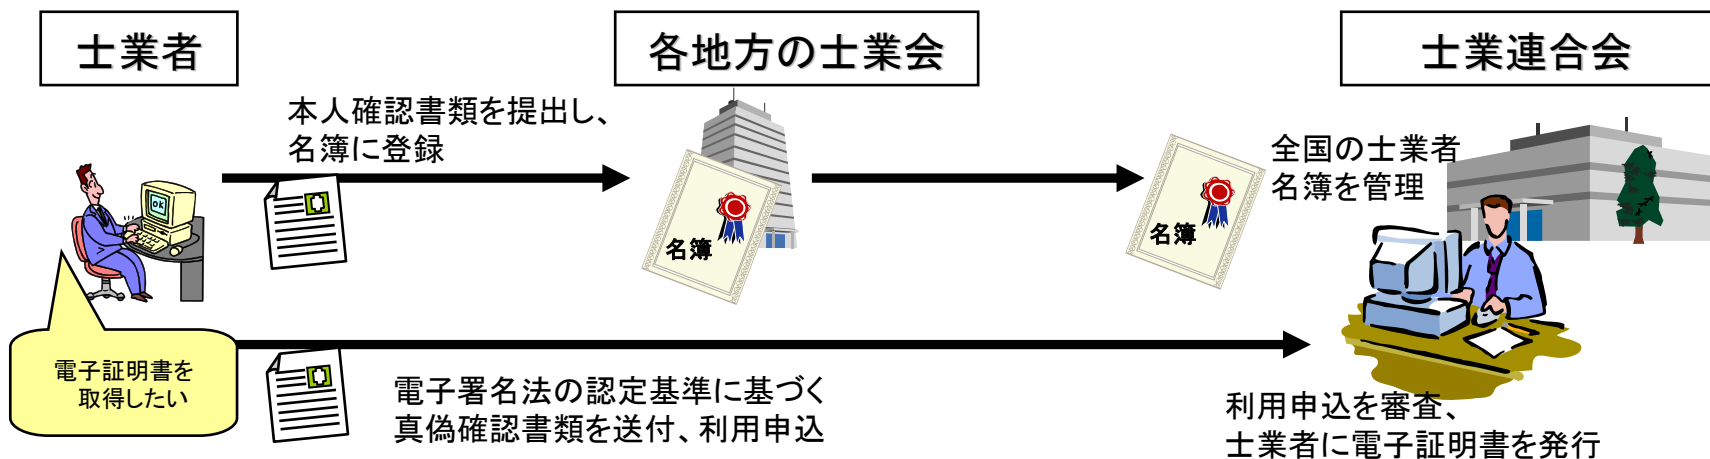 士業者
各地方の士業会
士業連合会
本人確認書類を提出し、
名簿に登録
全国の士業者
名簿を管理
ok
名簿
名簿
電子証明書を
取得したい
電子署名法の認定基準に基づく
真偽確認書類を送付、利用申込
利用申込を審査、
士業者に電子証明書を発行